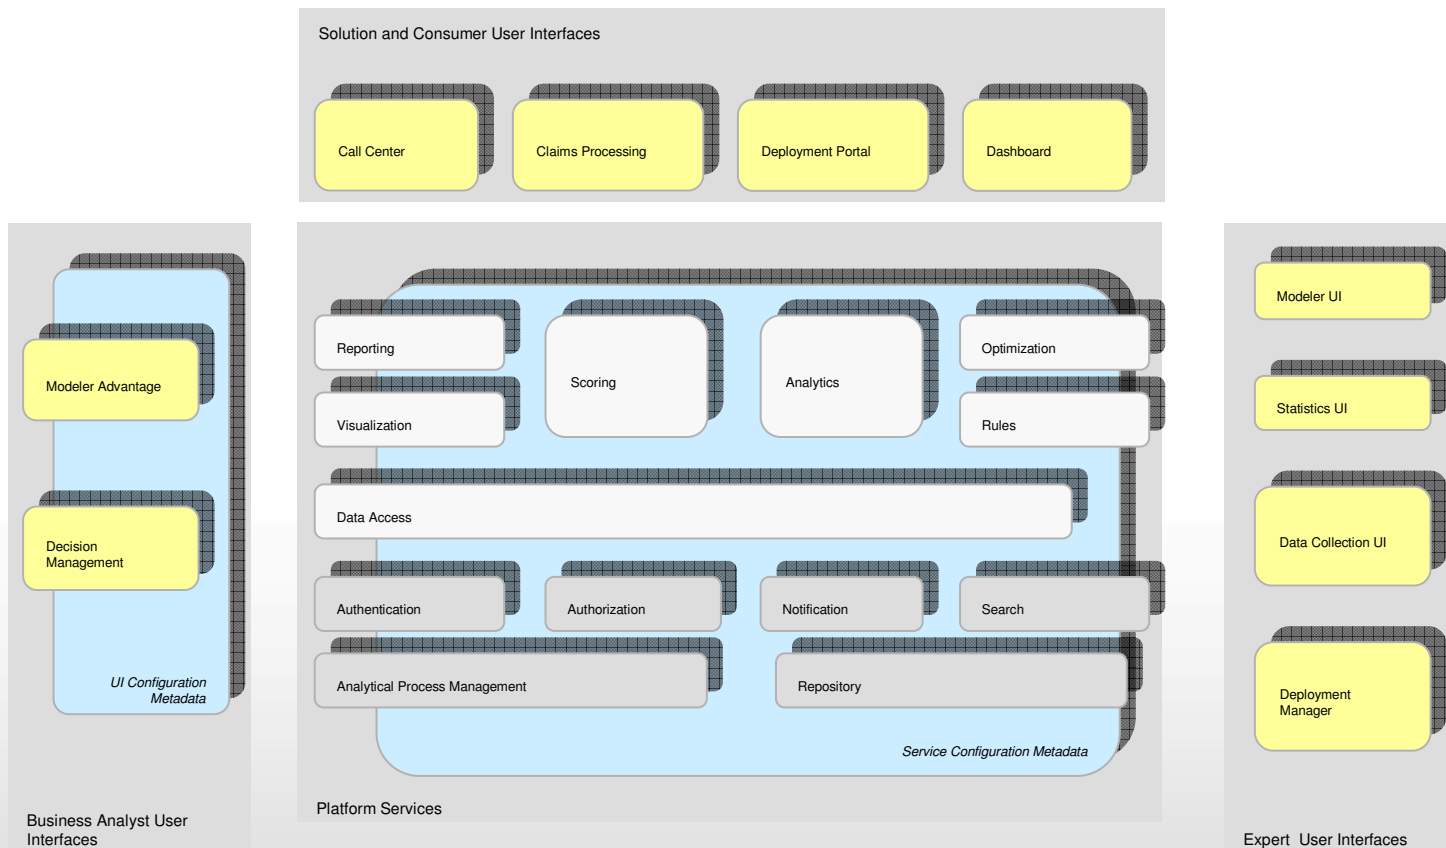 Solution and Consumer User Interfaces
Call Center
Claims Processing
Deployment Portal
Dashboard
Modeler Advantage
Decision
Management
UI Configuration
Metadata
Business Analyst User
Interfaces
Reporting
Scoring
Analytics
Optimization
Visualization
Rules
Data Access
Authentication
Authorization
Notification
Search
Analytical Process Management
Repository
Service Configuration Metadata
Platform Services
Modeler UI
Statistics UI
Data Collection UI
Deployment
Manager
Expert  User Interfaces